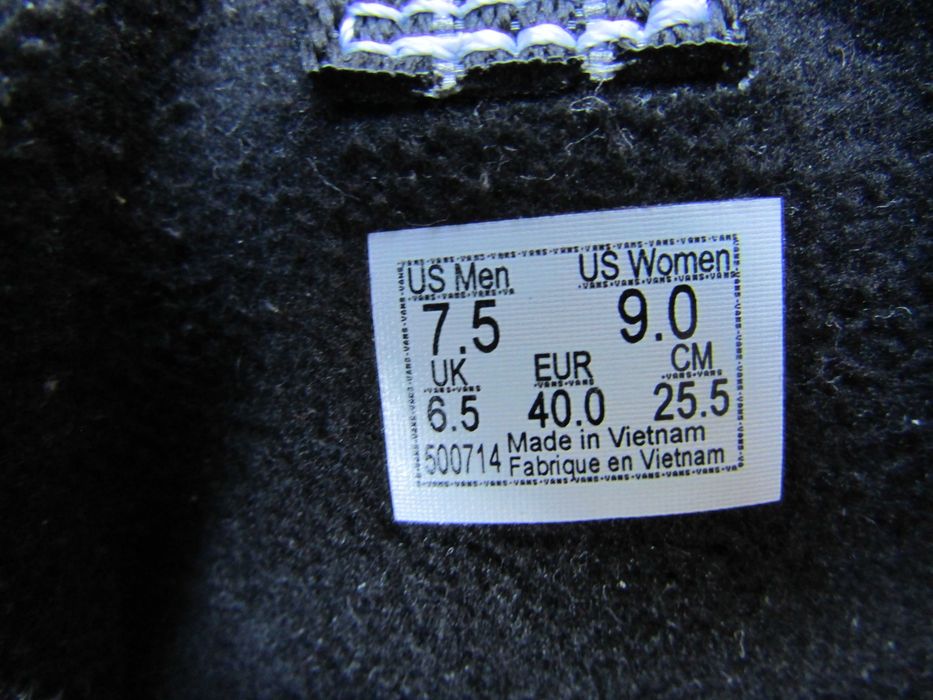 US Men US Women
7.5 9.0
UK EUR CM
6.5 40.0 25.5
500714 Made in Vietnam
Fabrique en Vietnam